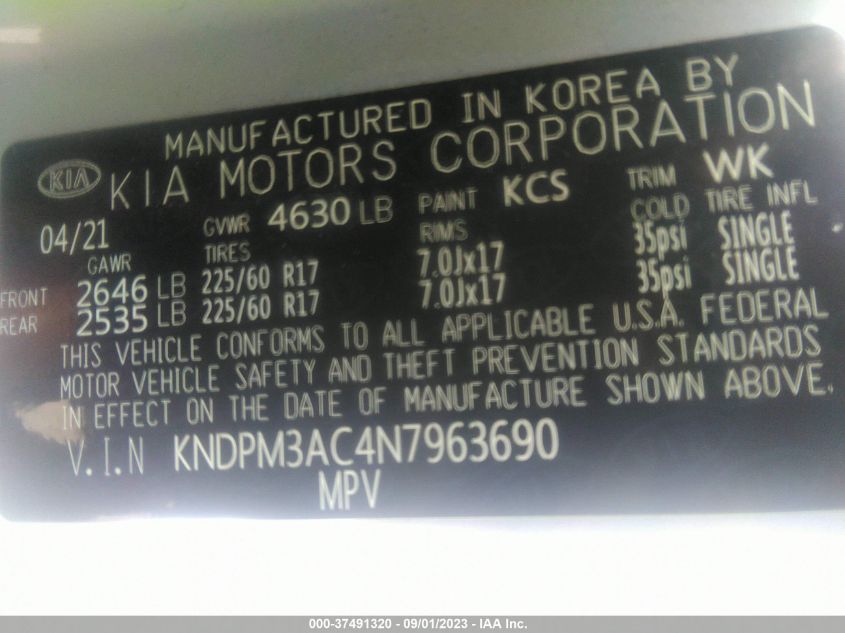 MANUFACTURED IN KOREA BY
KIA KIA MOTORS CORPORATION
04/21 GVWR 4630 LB PAINT KCS TRIM WK
GAWR TIRES RIMS COLD TIRE INFL
FRONT 2646 LB 225/60 R17 7.0Jx17 35psi SINGLE
REAR 2535 LB 225/60 R17 7.0Jx17 35psi SINGLE
THIS VEHICLE CONFORMS TO ALL APPLICABLE U.S.A. FEDERAL
MOTOR VEHICLE SAFETY AND THEFT PREVENTION STANDARDS
IN EFFECT ON THE DATE OF MANUFACTURE SHOWN ABOVE.
V.I.N KNDPM3AC4N7963690
MPV
000-37491320 - 09/01/2023 - IAA Inc.